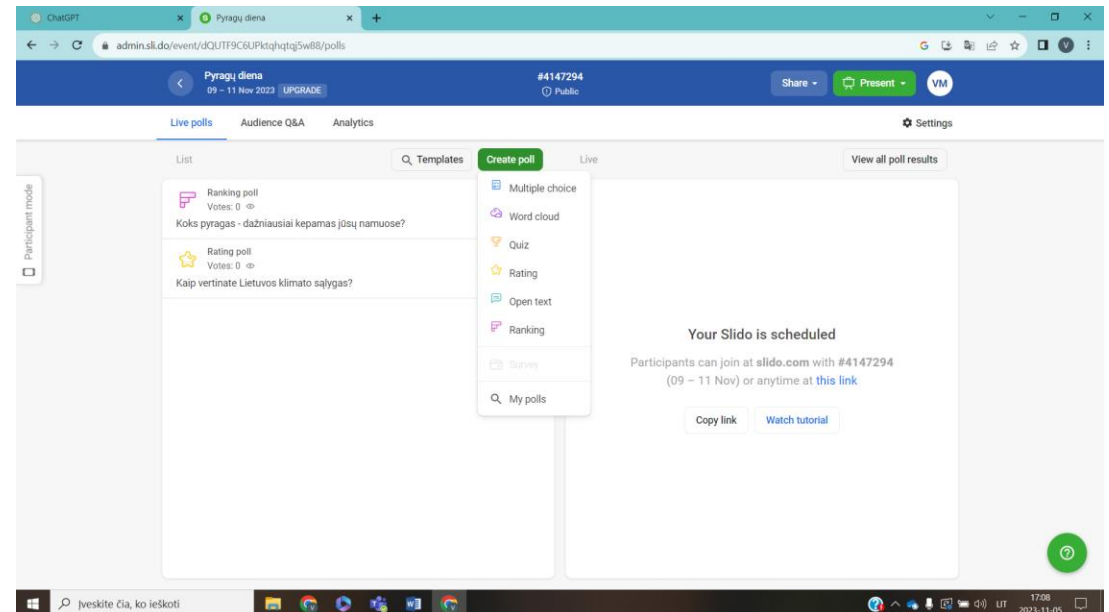 ChatGPT
Pyragų diena
admin.sli.do/event/dQUTF9C6UPktqhqtqj5w88/polls
G
V
Pyragų diena
09 – 11 Nov 2023 UPGRADE
#4147294
Public
Share
Present
VM
Live polls Audience Q&A Analytics
Settings
List
Templates
Create poll
Live
View all poll results
Participant mode
Ranking poll
Votes: 0
Koks pyragas - dažniausiai kepamas jūsų namuose?
Rating poll
Votes: 0
Kaip vertinate Lietuvos klimato sąlygas?
Multiple choice
Word cloud
Quiz
Rating
Open text
Ranking
Survey
My polls
Your Slido is scheduled
Participants can join at slido.com with #4147294
(09 – 11 Nov) or anytime at this link
Copy link
Watch tutorial
Įveskite čia, ko ieškoti
LIT
17:08
2023-11-05